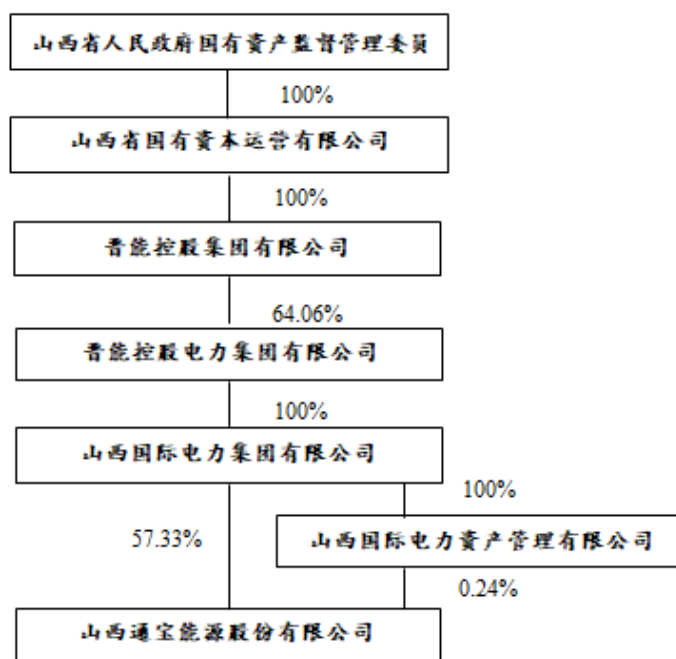 山西省人民政府国有资产监督管理委员
100%
山西省国有资本运营有限公司
100%
晋能控股集团有限公司
64.06%
晋能控股电力集团有限公司
100%
山西国际电力集团有限公司
100%
57.33%
山西国际电力资产管理有限公司
0.24%
山西通宝能源股份有限公司